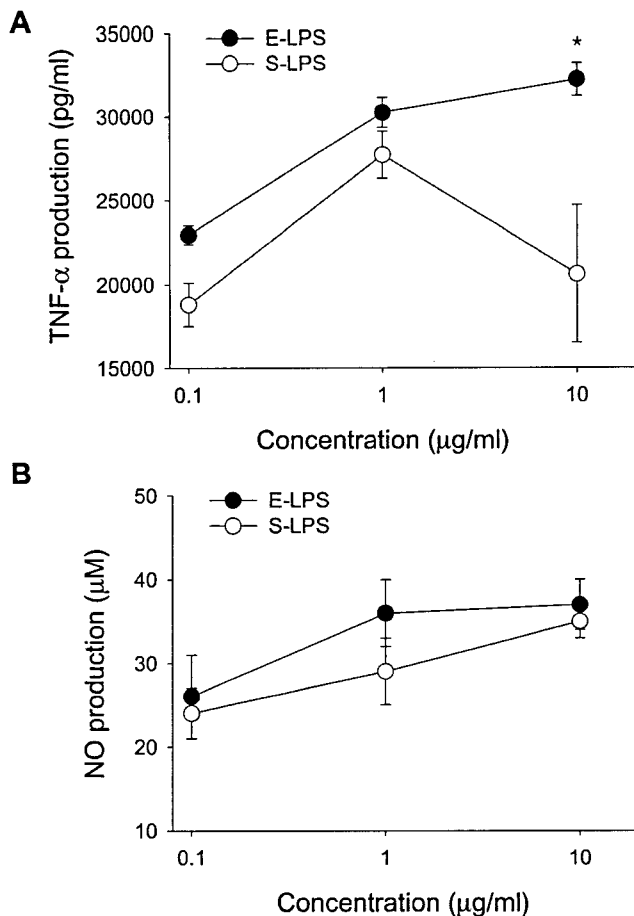 A
E-LPS
S-LPS
*
TNF-α production (pg/ml)
35000
30000
25000
20000
15000
0.1 1 10
Concentration (μg/ml)
B
E-LPS
S-LPS
NO production (μM)
50
40
30
20
10
0.1 1 10
Concentration (μg/ml)